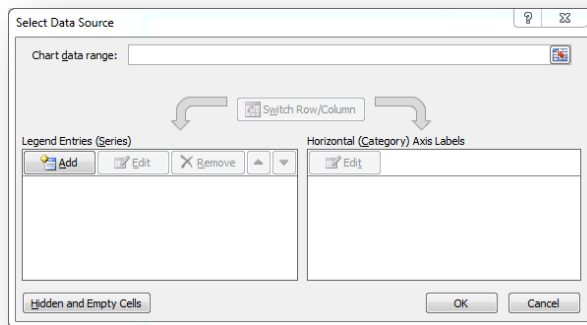 Select Data Source
Chart data range:
Switch Row/Column
Legend Entries (Series)
Add Edit Remove
Horizontal (Category) Axis Labels
Edit
Hidden and Empty Cells
OK Cancel